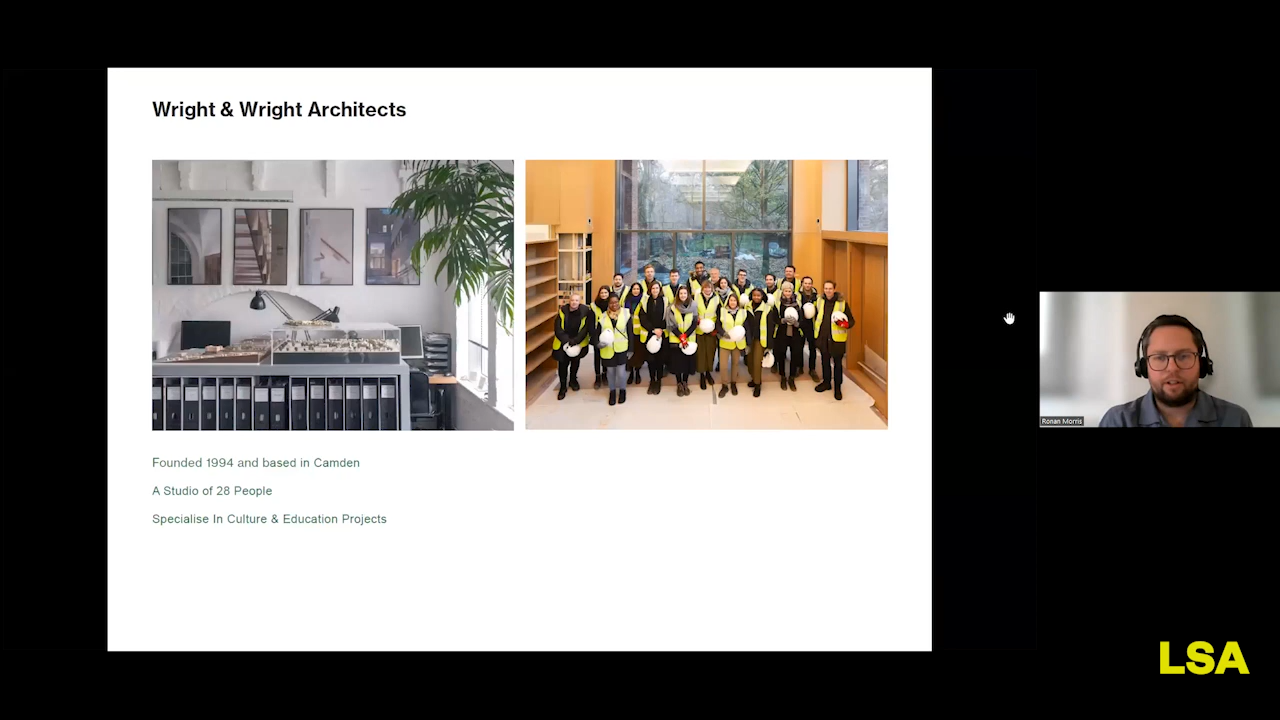 Wright & Wright Architects
Founded 1994 and based in Camden
A Studio of 28 People
Specialise In Culture & Education Projects
Ronan Morris
LSA